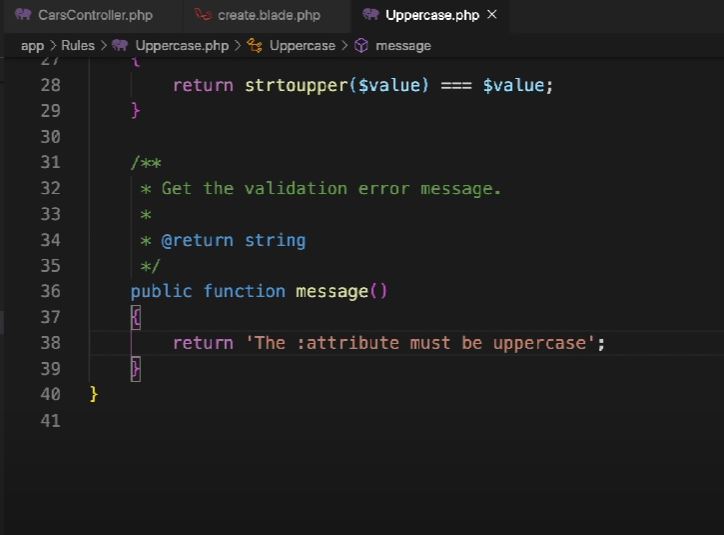 CarsController.php create.blade.php Uppercase.php ×
app > Rules > Uppercase.php > Uppercase > message
27 {
28 return strtoupper($value) === $value;
29 }
30
31 /**
32 * Get the validation error message.
33 *
34 * @return string
35 */
36 public function message()
37 {
38 return 'The :attribute must be uppercase';
39 }
40 }
41